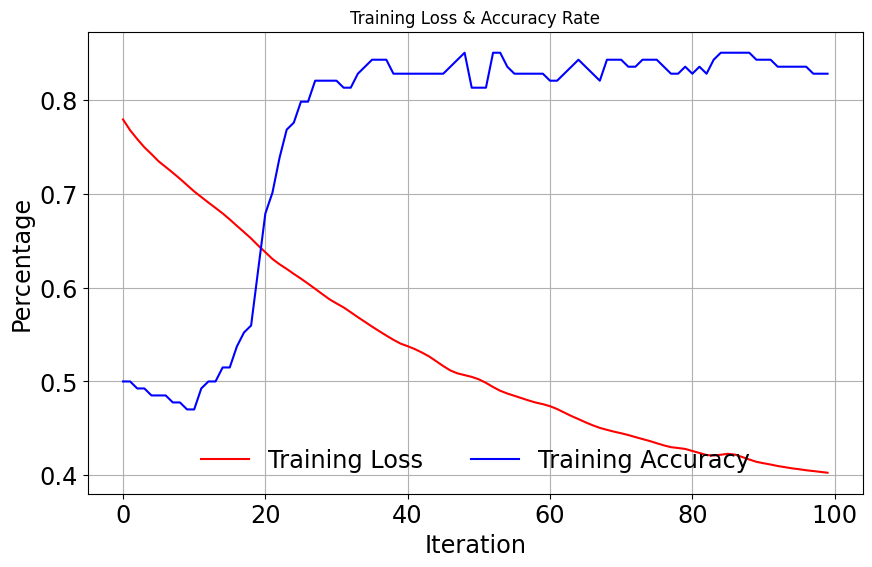 Training Loss & Accuracy Rate
Percentage
0.8
0.7
0.6
0.5
0.4
Training Loss Training Accuracy
0 20 40 60 80 100
Iteration